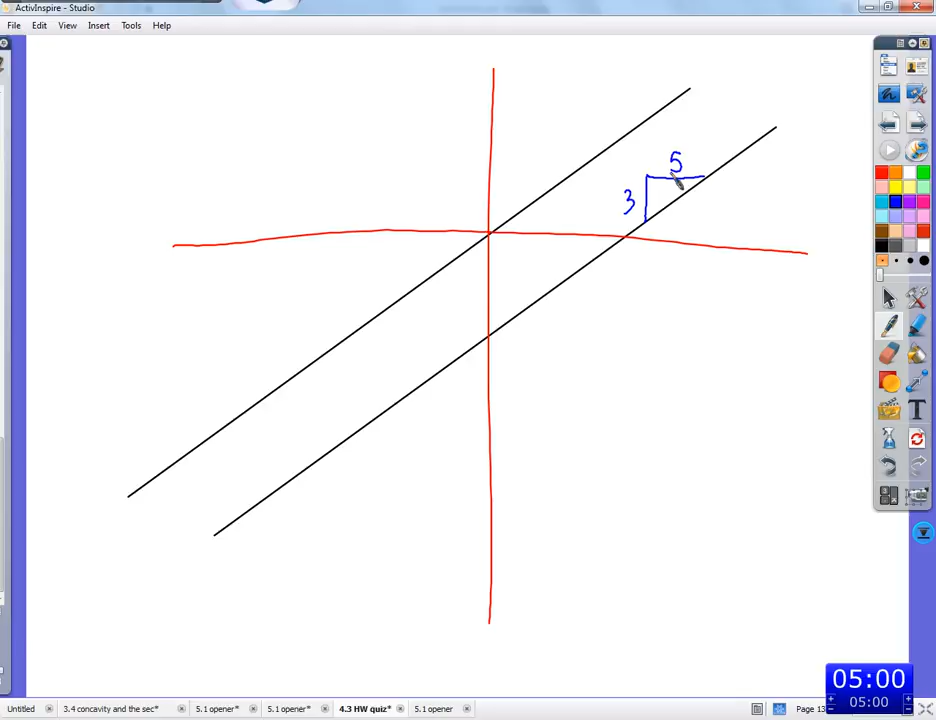 ActivInspire - Studio
File Edit View Insert Tools Help
5
3
T
05:00
05:00
Untitled 3.4 concavity and the sec* 5.1 opener* 5.1 opener* 4.3 HW quiz* 5.1 opener
Page 13